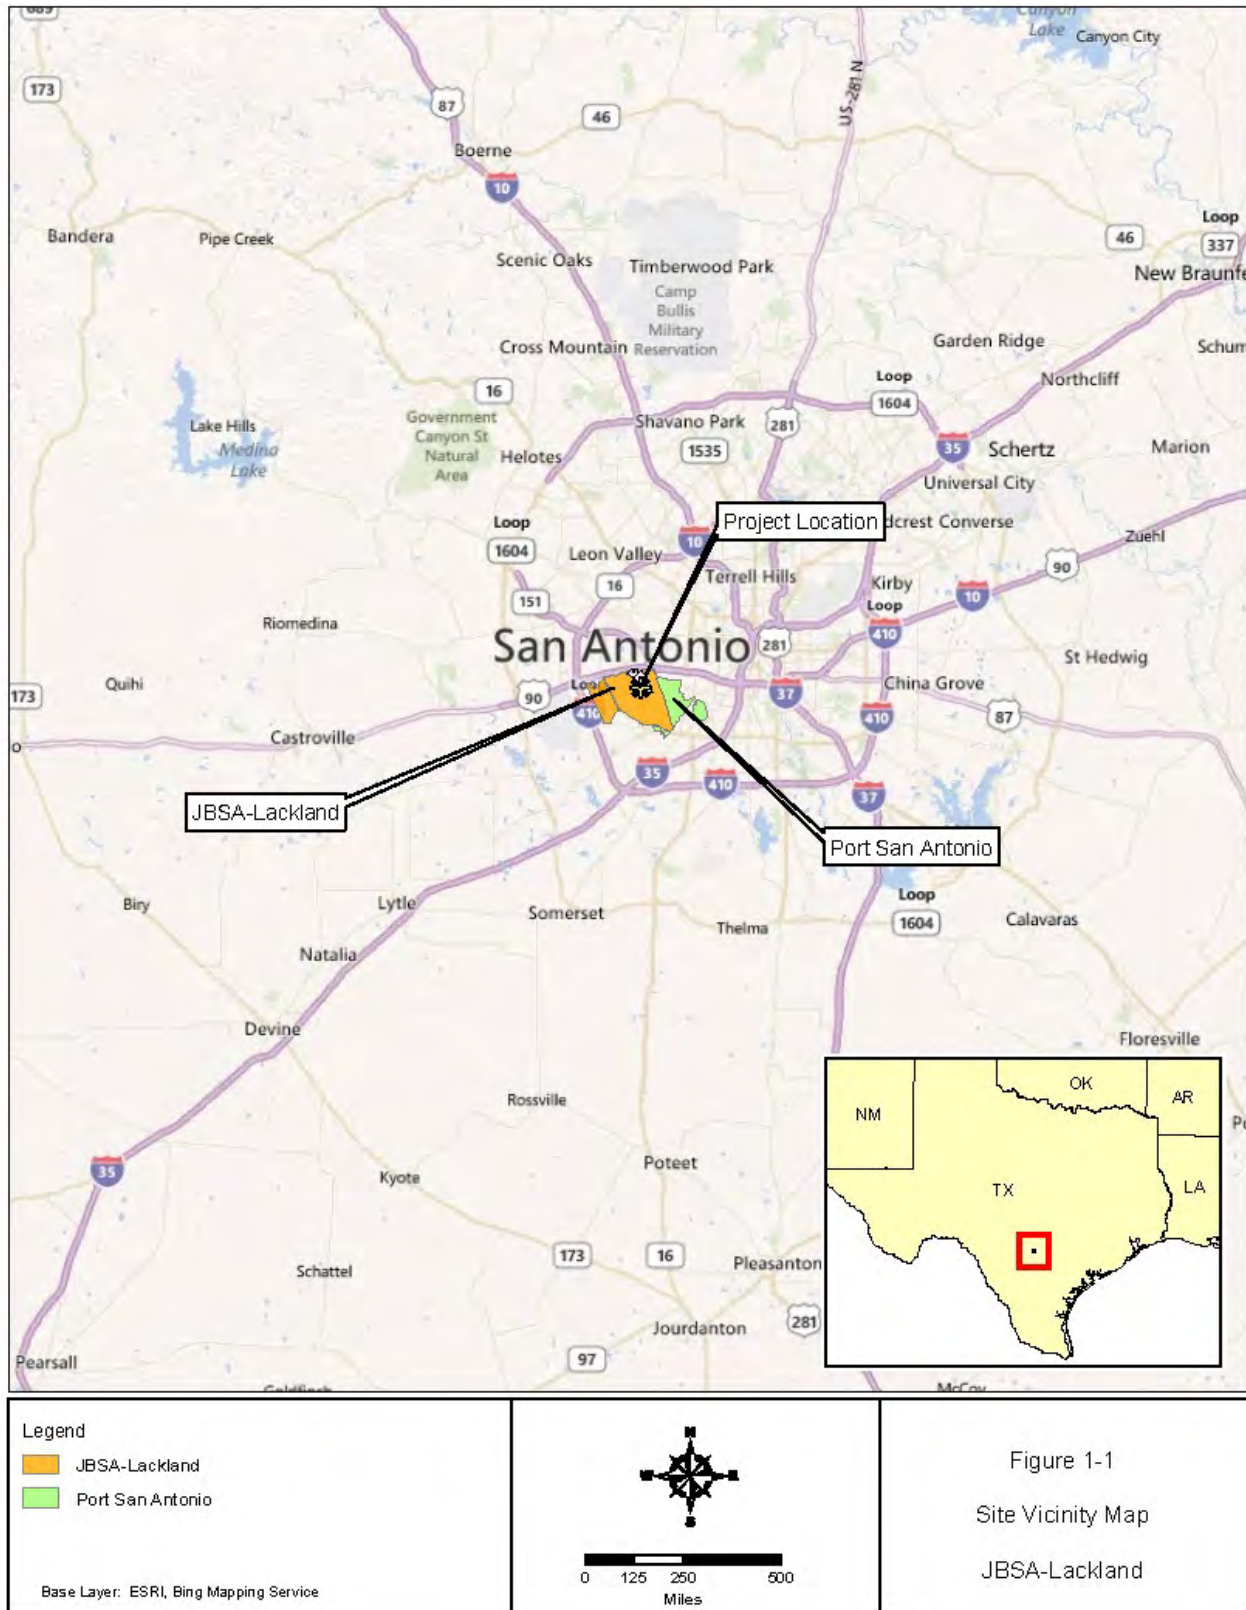 689
Canyon
Lake
Canyon City
173
87
US-281 N
46
Boerne
10
Loop
337
46
Bandera
Pipe Creek
Scenic Oaks
Timberwood Park
New Braunfe
Camp
Bullis
Military
Reservation
Cross Mountain
Garden Ridge
Schum
Loop
1604
Northcliff
16
Government
Canyon St
Natural
Area
Shavano Park
281
Lake Hills
Medina
Lake
1535
35
Schertz
Marion
Helotes
Universal City
Project Location
dcrest Converse
Loop
1604
10
Leon Valley
Zuehl
90
16
Terrell Hills
Kirby
10
151
Loop
410
Riomedina
San Antonio
281
St Hedwig
173
Quihi
90
Loop
410
37
China Grove
410
87
o
Castroville
35
410
37
JBSA-Lackland
Port San Antonio
Biry
Lytle
Somerset
Thelma
Loop
1604
Calavaras
Natalia
Devine
Floresville
Rossville
NM
OK
AR
Po
35
Kyote
Poteet
TX
LA
173
16
Pleasanton
Schattel
281
Jourdanton
97
Pearsall
Goldfinch
McCoy
Legend
JBSA-Lackland
Port San Antonio
Base Layer: ESRI, Bing Mapping Service
N
W E
S
0 125 250 500
Miles
Figure 1-1
Site Vicinity Map
JBSA-Lackland